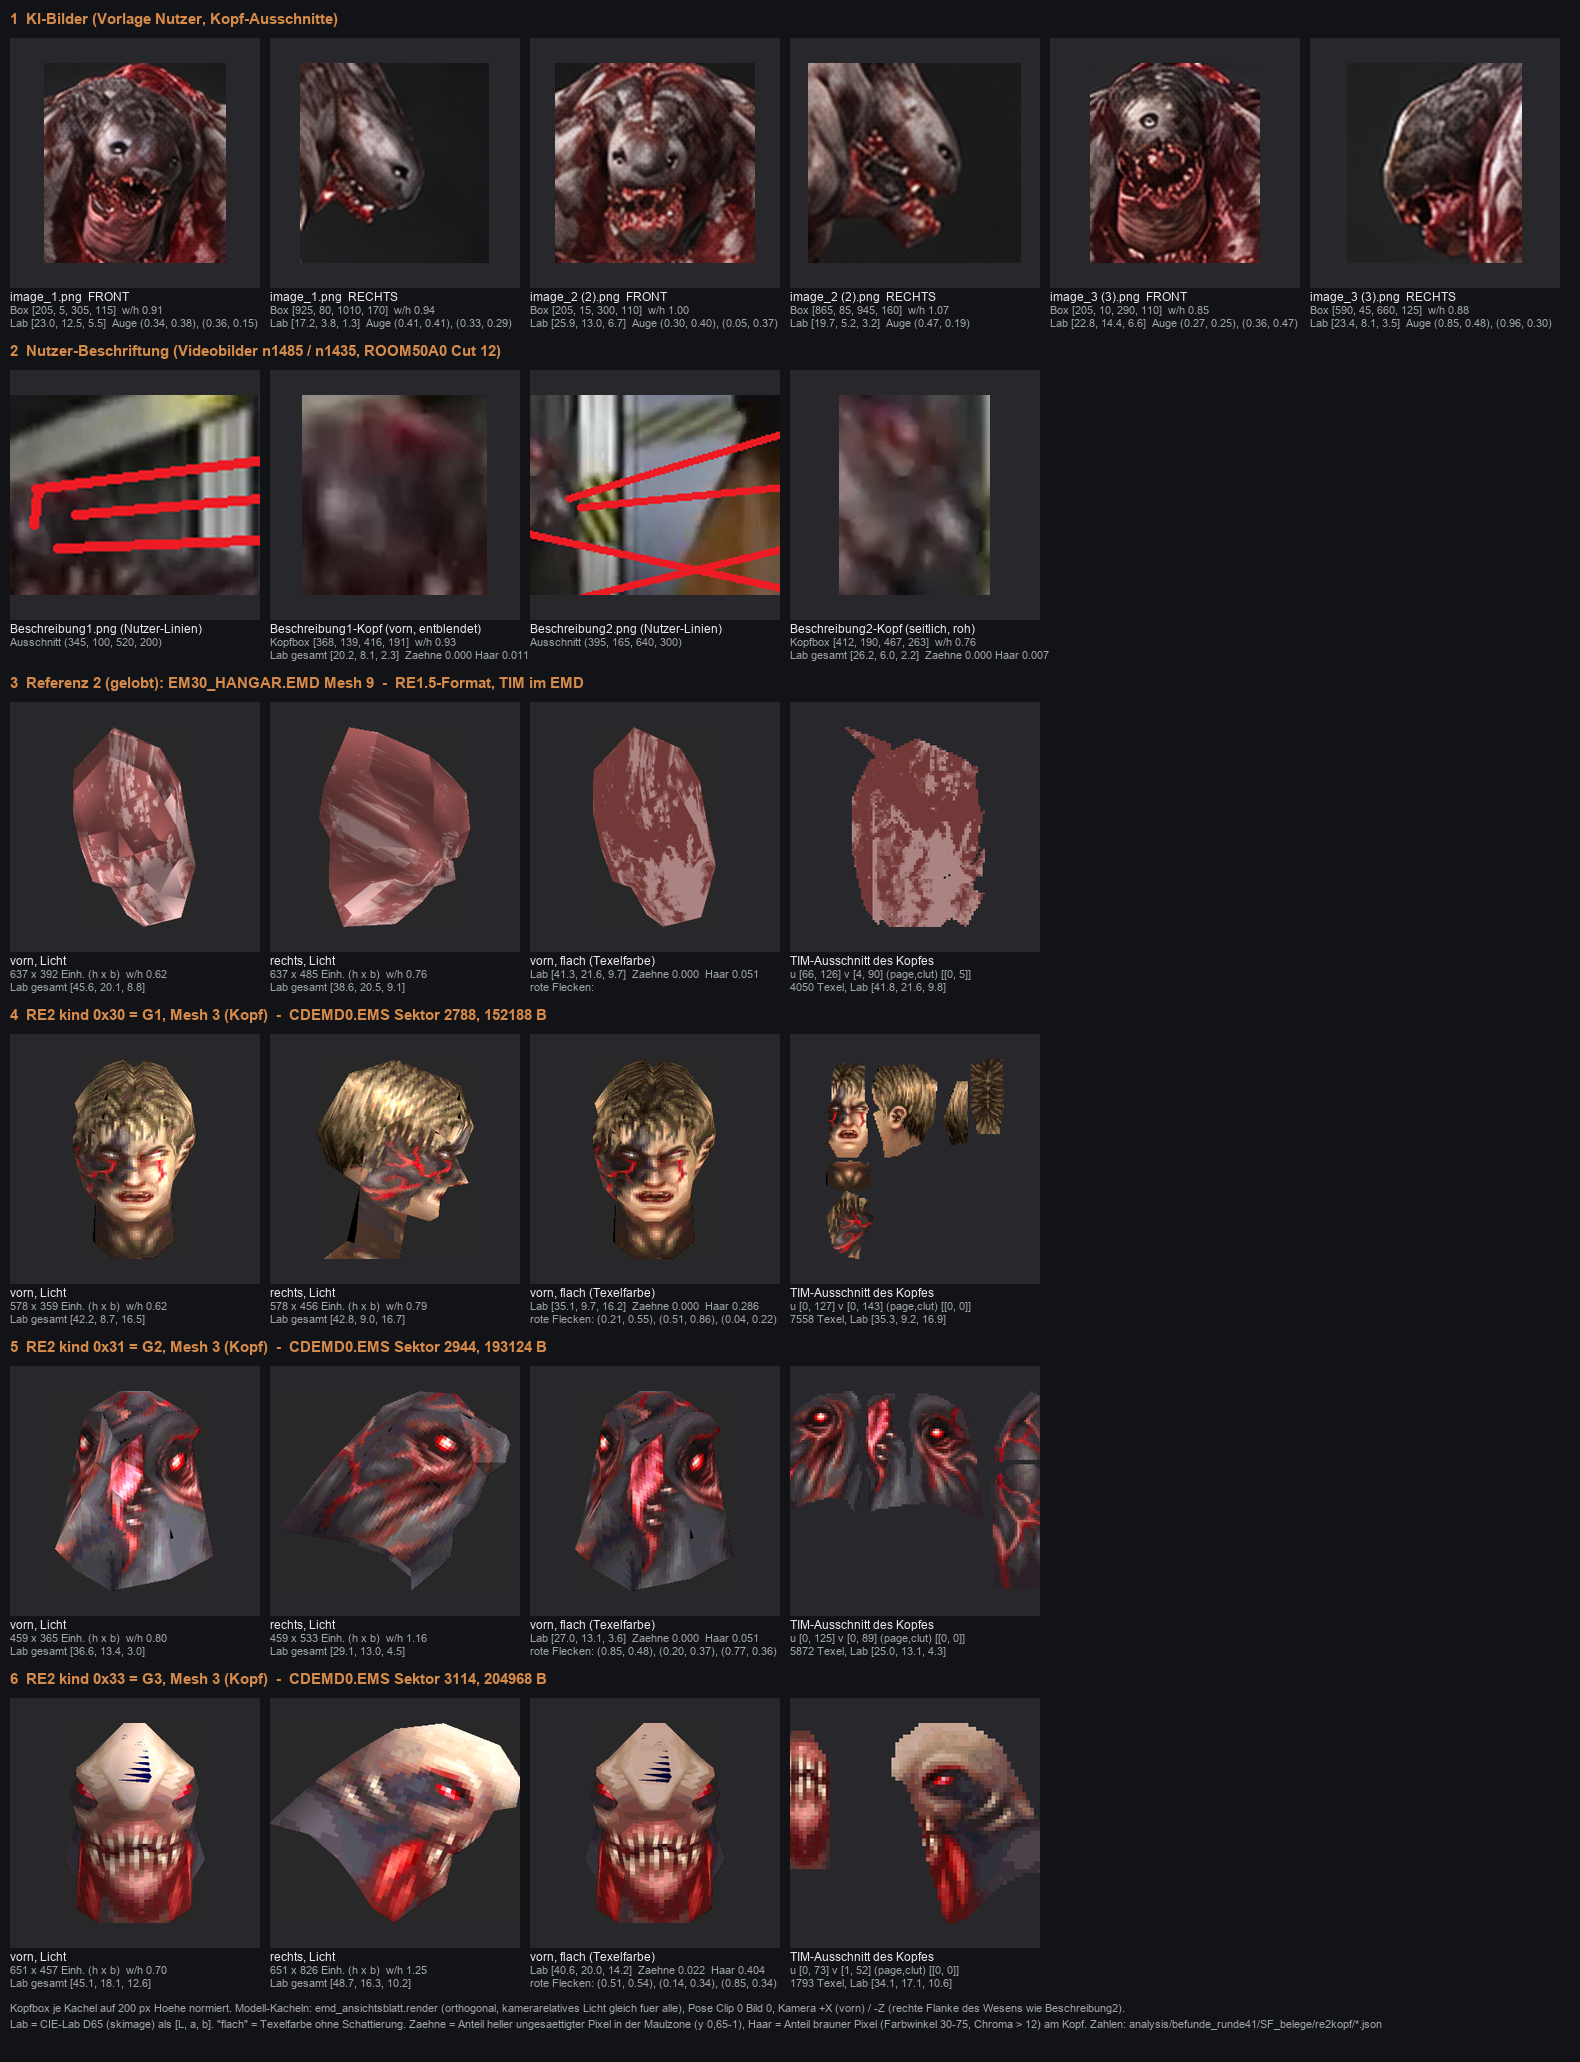 1 KI-Bilder (Vorlage Nutzer, Kopf-Ausschnitte)
image_1.png FRONT
Box [205, 5, 305, 115] w/h 0.91
Lab [23.0, 12.5, 5.5] Auge (0.34, 0.38), (0.36, 0.15)
image_1.png RECHTS
Box [925, 80, 1010, 170] w/h 0.94
Lab [17.2, 3.8, 1.3] Auge (0.41, 0.41), (0.33, 0.29)
image_2 (2).png FRONT
Box [205, 15, 300, 110] w/h 1.00
Lab [25.9, 13.0, 6.7] Auge (0.30, 0.40), (0.05, 0.37)
image_2 (2).png RECHTS
Box [865, 85, 945, 160] w/h 1.07
Lab [19.7, 5.2, 3.2] Auge (0.47, 0.19)
image_3 (3).png FRONT
Box [205, 10, 290, 110] w/h 0.85
Lab [22.8, 14.4, 6.6] Auge (0.27, 0.25), (0.36, 0.47)
image_3 (3).png RECHTS
Box [590, 45, 660, 125] w/h 0.88
Lab [23.4, 8.1, 3.5] Auge (0.85, 0.48), (0.96, 0.30)
2 Nutzer-Beschriftung (Videobilder n1485 / n1435, ROOM50A0 Cut 12)
Beschreibung1.png (Nutzer-Linien)
Ausschnitt (345, 100, 520, 200)
Beschreibung1-Kopf (vorn, entblendet)
Kopfbox [368, 139, 416, 191] w/h 0.93
Lab gesamt [20.2, 8.1, 2.3] Zaehne 0.000 Haar 0.011
Beschreibung2.png (Nutzer-Linien)
Ausschnitt (395, 165, 640, 300)
Beschreibung2-Kopf (seitlich, roh)
Kopfbox [412, 190, 467, 263] w/h 0.76
Lab gesamt [26.2, 6.0, 2.2] Zaehne 0.000 Haar 0.007
3 Referenz 2 (gelobt): EM30_HANGAR.EMD Mesh 9 - RE1.5-Format, TIM im EMD
vorn, Licht
637 x 392 Einh. (h x b) w/h 0.62
Lab gesamt [45.6, 20.1, 8.8]
rechts, Licht
637 x 485 Einh. (h x b) w/h 0.76
Lab gesamt [38.6, 20.5, 9.1]
vorn, flach (Texelfarbe)
Lab [41.3, 21.6, 9.7] Zaehne 0.000 Haar 0.051
rote Flecken:
TIM-Ausschnitt des Kopfes
u [66, 126] v [4, 90] (page,clut) [[0, 5]]
4050 Texel, Lab [41.8, 21.6, 9.8]
4 RE2 kind 0x30 = G1, Mesh 3 (Kopf) - CDEMD0.EMS Sektor 2788, 152188 B
vorn, Licht
578 x 359 Einh. (h x b) w/h 0.62
Lab gesamt [42.2, 8.7, 16.5]
rechts, Licht
578 x 456 Einh. (h x b) w/h 0.79
Lab gesamt [42.8, 9.0, 16.7]
vorn, flach (Texelfarbe)
Lab [35.1, 9.7, 16.2] Zaehne 0.000 Haar 0.286
rote Flecken: (0.21, 0.55), (0.51, 0.86), (0.04, 0.22)
TIM-Ausschnitt des Kopfes
u [0, 127] v [0, 143] (page,clut) [[0, 0]]
7558 Texel, Lab [35.3, 9.2, 16.9]
5 RE2 kind 0x31 = G2, Mesh 3 (Kopf) - CDEMD0.EMS Sektor 2944, 193124 B
vorn, Licht
459 x 365 Einh. (h x b) w/h 0.80
Lab gesamt [36.6, 13.4, 3.0]
rechts, Licht
459 x 533 Einh. (h x b) w/h 1.16
Lab gesamt [29.1, 13.0, 4.5]
vorn, flach (Texelfarbe)
Lab [27.0, 13.1, 3.6] Zaehne 0.000 Haar 0.051
rote Flecken: (0.85, 0.48), (0.20, 0.37), (0.77, 0.36)
TIM-Ausschnitt des Kopfes
u [0, 125] v [0, 89] (page,clut) [[0, 0]]
5872 Texel, Lab [25.0, 13.1, 4.3]
6 RE2 kind 0x33 = G3, Mesh 3 (Kopf) - CDEMD0.EMS Sektor 3114, 204968 B
vorn, Licht
651 x 457 Einh. (h x b) w/h 0.70
Lab gesamt [45.1, 18.1, 12.6]
rechts, Licht
651 x 826 Einh. (h x b) w/h 1.25
Lab gesamt [48.7, 16.3, 10.2]
vorn, flach (Texelfarbe)
Lab [40.6, 20.0, 14.2] Zaehne 0.022 Haar 0.404
rote Flecken: (0.51, 0.54), (0.14, 0.34), (0.85, 0.34)
TIM-Ausschnitt des Kopfes
u [0, 73] v [1, 52] (page,clut) [[0, 0]]
1793 Texel, Lab [34.1, 17.1, 10.6]
Kopfbox je Kachel auf 200 px Hoehe normiert. Modell-Kacheln: emd_ansichtsblatt.render (orthogonal, kamerarelatives Licht gleich fuer alle), Pose Clip 0 Bild 0, Kamera +X (vorn) / -Z (rechte Flanke des Wesens wie Beschreibung2).
Lab = CIE-Lab D65 (skimage) als [L, a, b]. "flach" = Texelfarbe ohne Schattierung. Zaehne = Anteil heller ungesaettigter Pixel in der Maulzone (y 0,65-1), Haar = Anteil brauner Pixel (Farbwinkel 30-75, Chroma > 12) am Kopf. Zahlen: analysis/befunde_runde41/SF_belege/re2kopf/*.json